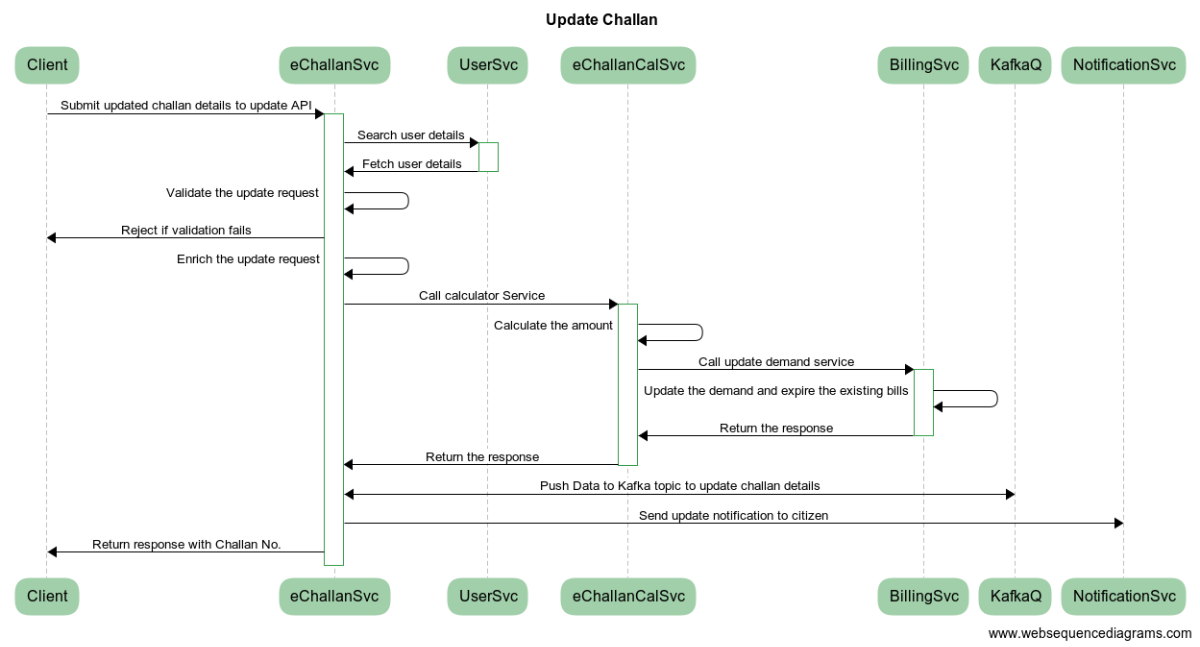 Update Challan
Client
eChallanSvc
UserSvc
eChallanCalSvc
BillingSvc
KafkaQ
NotificationSvc
Submit updated challan details to update API
Search user details
Fetch user details
Validate the update request
Reject if validation fails
Enrich the update request
Call calculator Service
Calculate the amount
Call update demand service
Update the demand and expire the existing bills
Return the response
Return the response
Push Data to Kafka topic to update challan details
Send update notification to citizen
Return response with Challan No.
Client
eChallanSvc
UserSvc
eChallanCalSvc
BillingSvc
KafkaQ
NotificationSvc
www.websequencediagrams.com